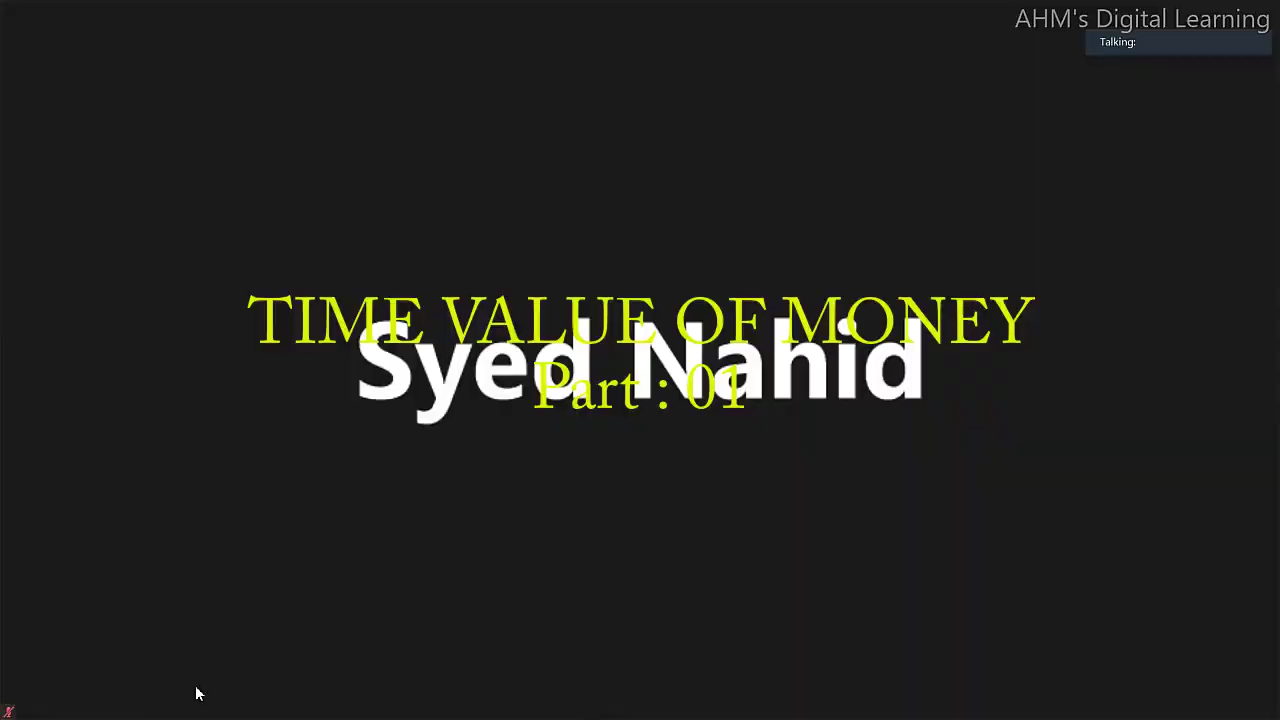 AHM's Digital Learning
Talking:
TIME VALUE OF MONEY
Syed Nahid
Part : 01